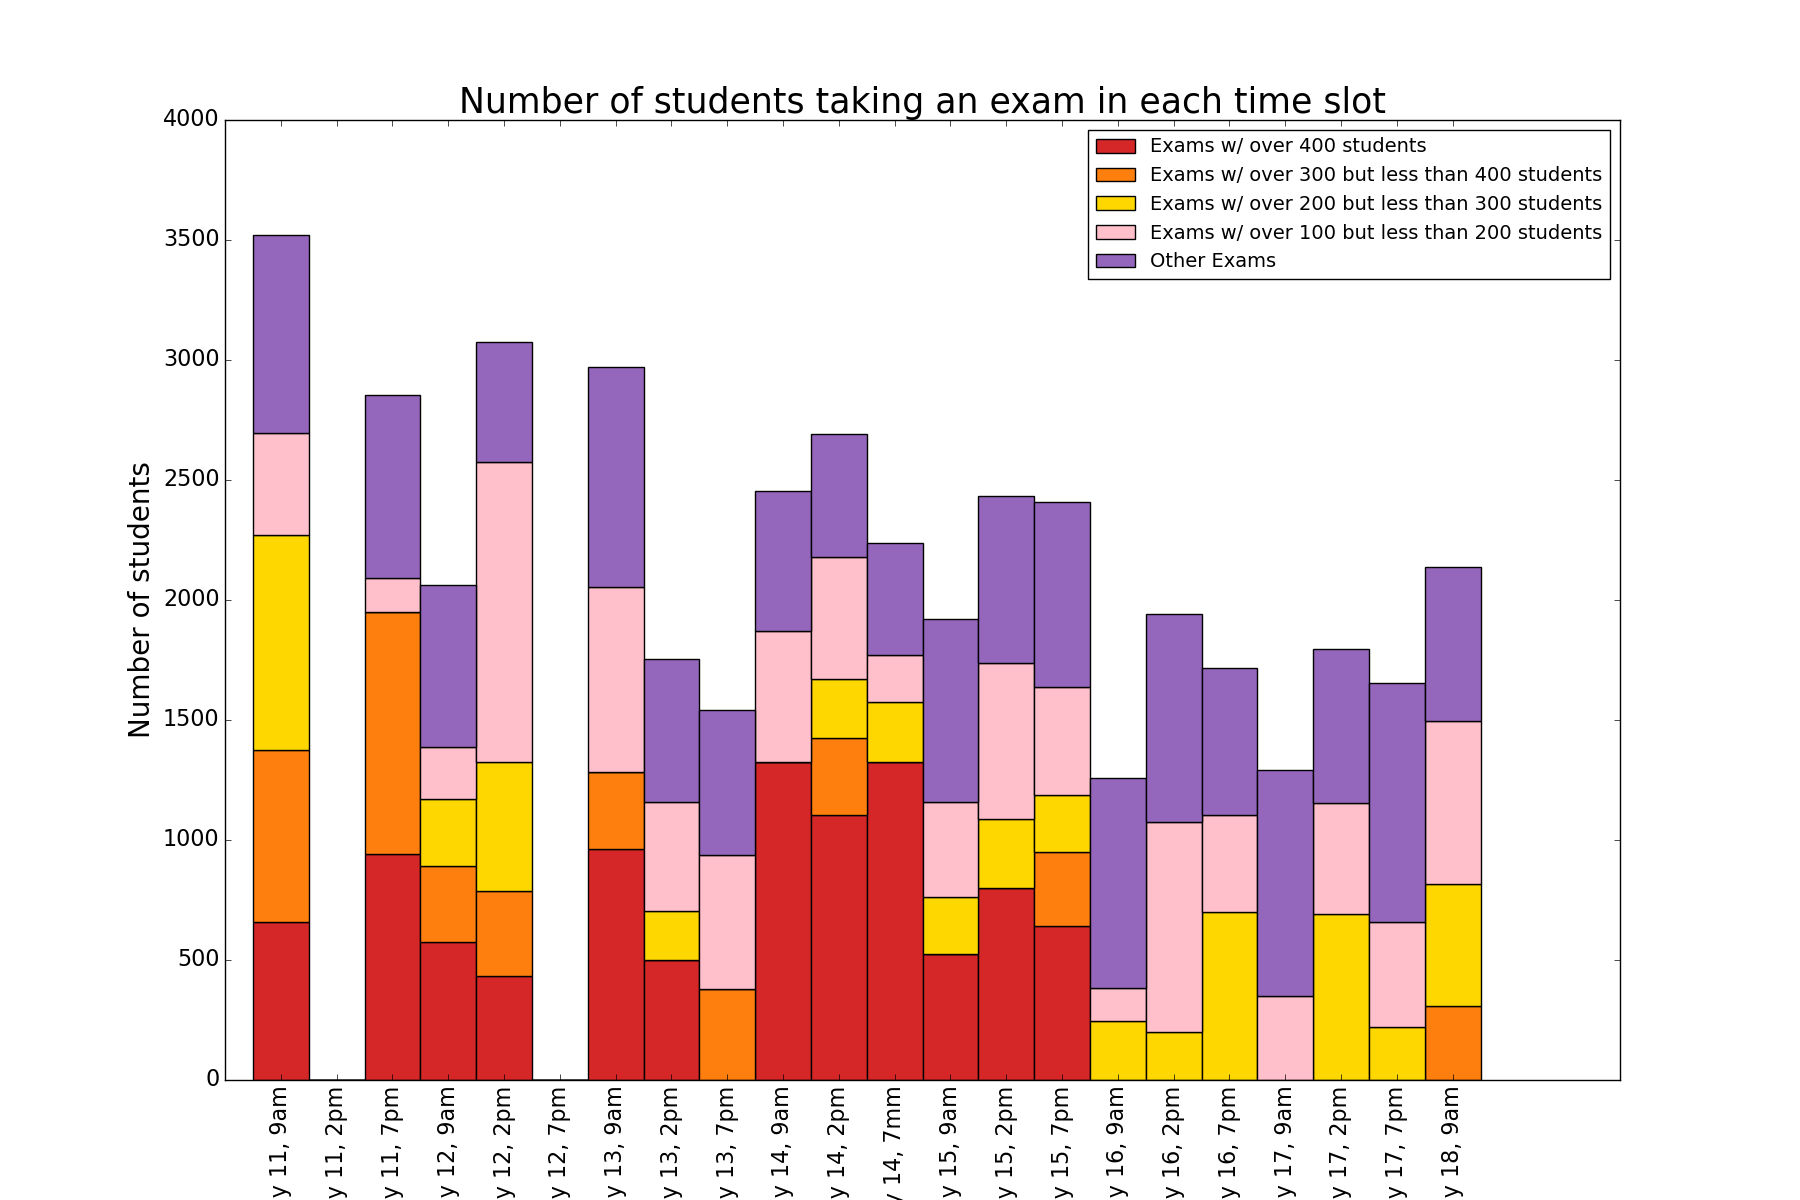 Number of students taking an exam in each time slot
Exams w/ over 400 students
Exams w/ over 300 but less than 400 students
Exams w/ over 200 but less than 300 students
Exams w/ over 100 but less than 200 students
Other Exams
Number of students
4000
3500
3000
2500
2000
1500
1000
500
0
y 11, 9am
y 11, 2pm
y 11, 7pm
y 12, 9am
y 12, 2pm
y 12, 7pm
y 13, 9am
y 13, 2pm
y 13, 7pm
y 14, 9am
y 14, 2pm
y 14, 7mm
y 15, 9am
y 15, 2pm
y 15, 7pm
y 16, 9am
y 16, 2pm
y 16, 7pm
y 17, 9am
y 17, 2pm
y 17, 7pm
y 18, 9am